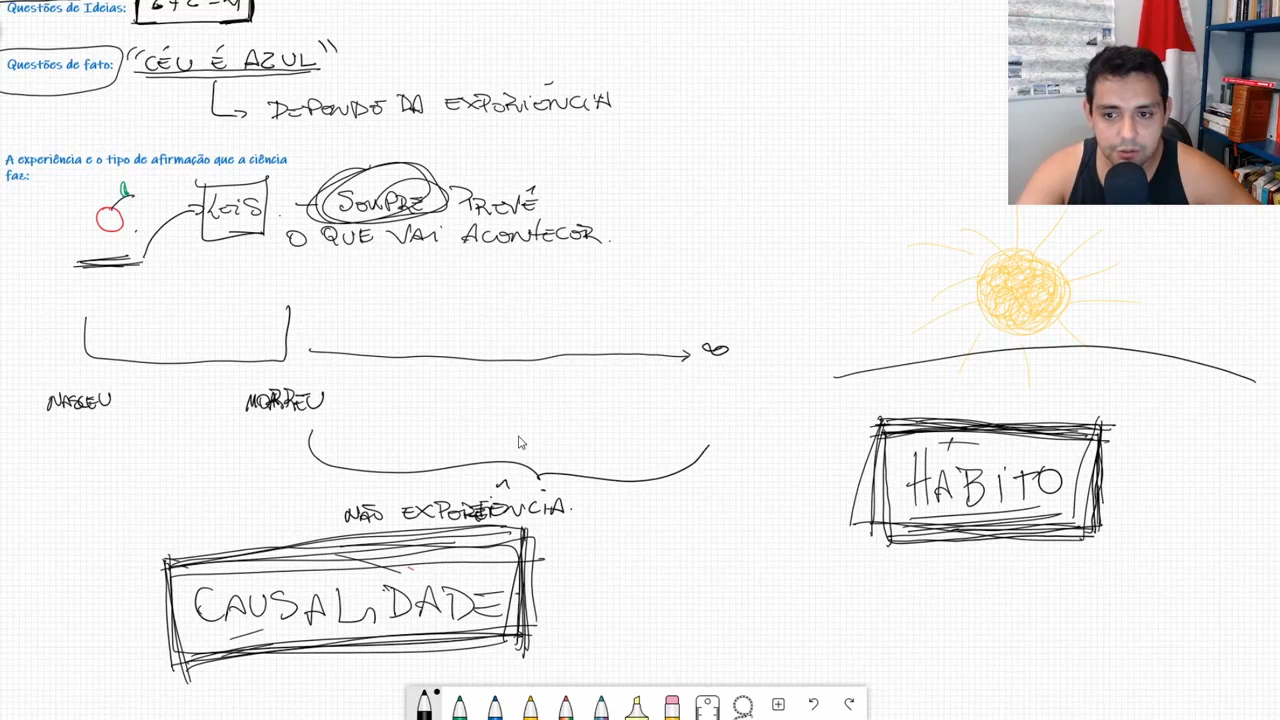 Questões de Ideias:
Questões de fato: "CÉU É AZUL"
DEPENDE DA EXPERIÊNCIA
A experiência e o tipo de afirmação que a ciência
faz:
LEIS SEMPRE PREVÊ
O QUE VAI ACONTECER.
∞
NASCEU MORREU
HÁBITO
NÃO EXPERIÊNCIA.
CAUSALIDADE